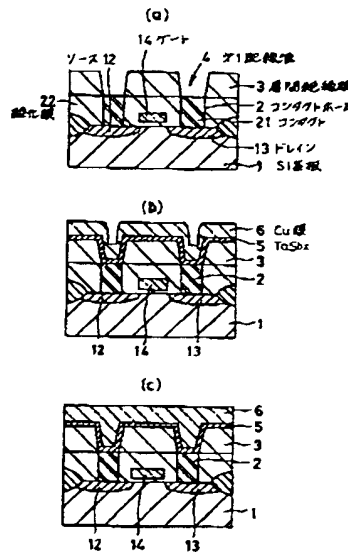 (a)
14ゲート
ソース 12
4 第1配線溝
22
酸化膜
3 層間絶縁膜
2 コンタクトホール
21 コンタクト
13 ドレイン
1 Si基板
(b)
6 Cu膜
5
3
2
12
14
13
1
(c)
6
5
3
2
12
14
13
1